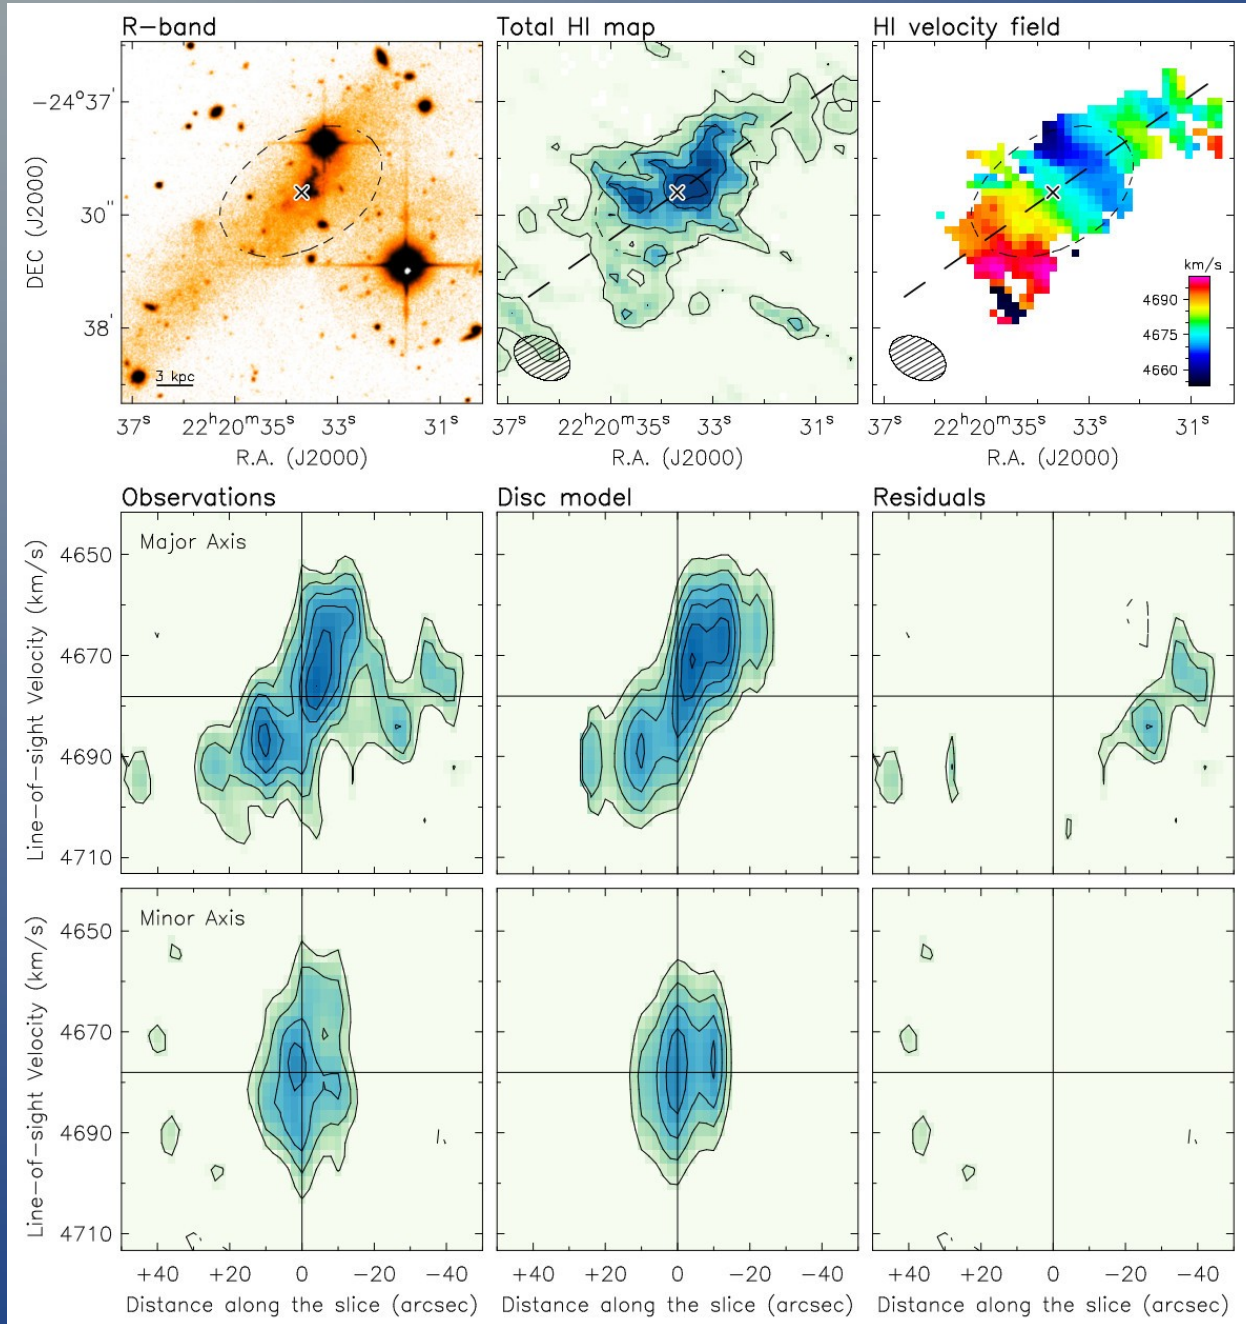 R-band
Total HI map
HI velocity field
DEC (J2000)
-24°37'
30"
38'
3 kpc
km/s
4690
4675
4660
37s 22h20m35s 33s 31s
37s 22h20m35s 33s 31s
37s 22h20m35s 33s 31s
R.A. (J2000)
R.A. (J2000)
R.A. (J2000)
Observations
Disc model
Residuals
Line-of-sight Velocity (km/s)
4650
4670
4690
4710
Major Axis
Line-of-sight Velocity (km/s)
4650
4670
4690
4710
Minor Axis
+40 +20 0 -20 -40
+40 +20 0 -20 -40
+40 +20 0 -20 -40
Distance along the slice (arcsec)
Distance along the slice (arcsec)
Distance along the slice (arcsec)